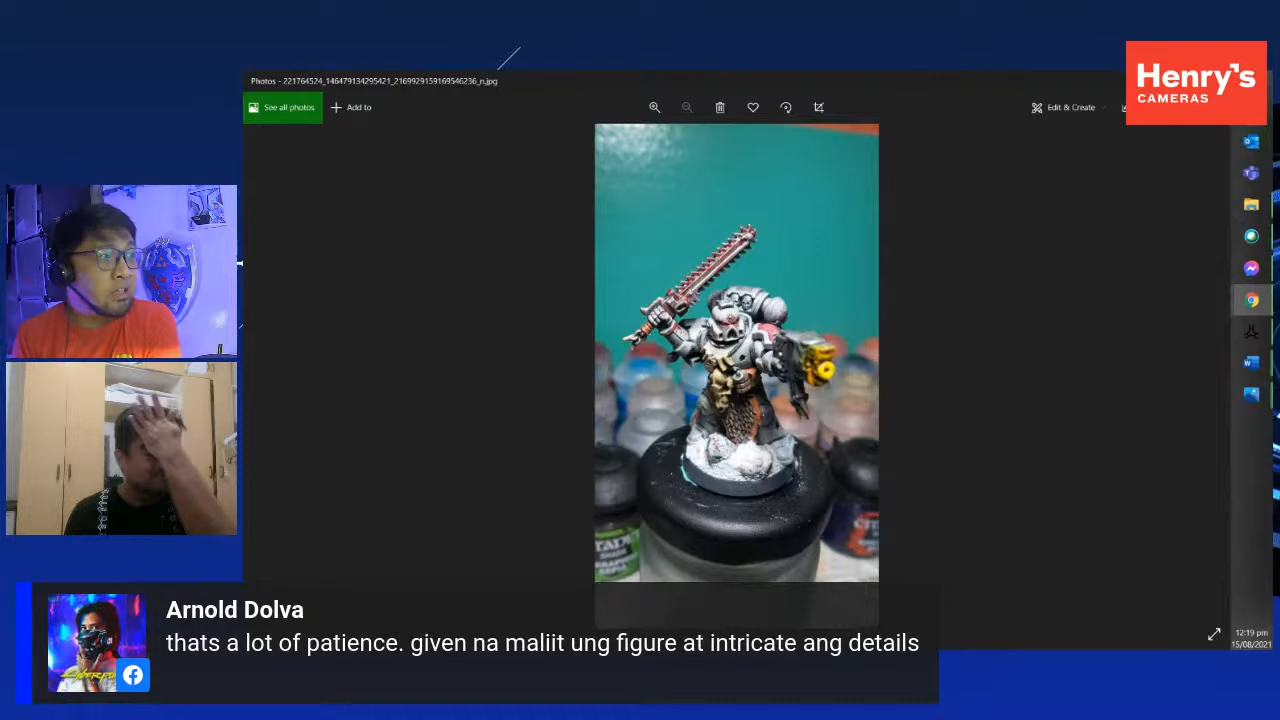 Henry's
CAMERAS
Photos - 221764524_146479134295421_2169929159169546236_n.jpg
See all photos
Add to
Edit & Create
Arnold Dolva
thats a lot of patience. given na maliit ung figure at intricate ang details
12:19 pm
15/08/2021